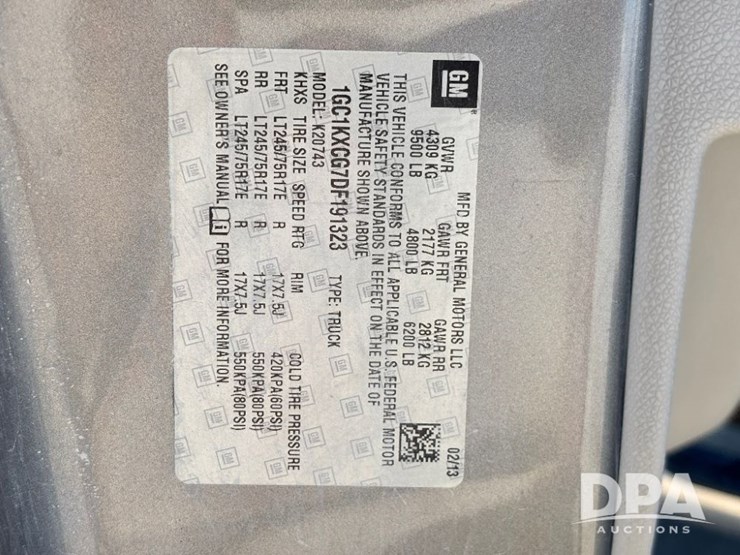 GM
MFD BY GENERAL MOTORS LLC 02/13
GVWR GAWR FRT GAWR RR
4309 KG 2177 KG 2812 KG
9500 LB 4800 LB 6200 LB
THIS VEHICLE CONFORMS TO ALL APPLICABLE U.S. FEDERAL MOTOR
VEHICLE SAFETY STANDARDS IN EFFECT ON THE DATE OF
MANUFACTURE SHOWN ABOVE.
1GC1KXCG7DF191323 TYPE: TRUCK
MODEL: K20743
KHXS TIRE SIZE SPEED RTG RIM COLD TIRE PRESSURE
FRT LT245/75R17E R 17X7.5J 420KPA(60PSI)
RR LT245/75R17E R 17X7.5J 550KPA(80PSI)
SPA LT245/75R17E R 17X7.5J 550KPA(80PSI)
SEE OWNER'S MANUAL FOR MORE INFORMATION.
DPA
AUCTIONS